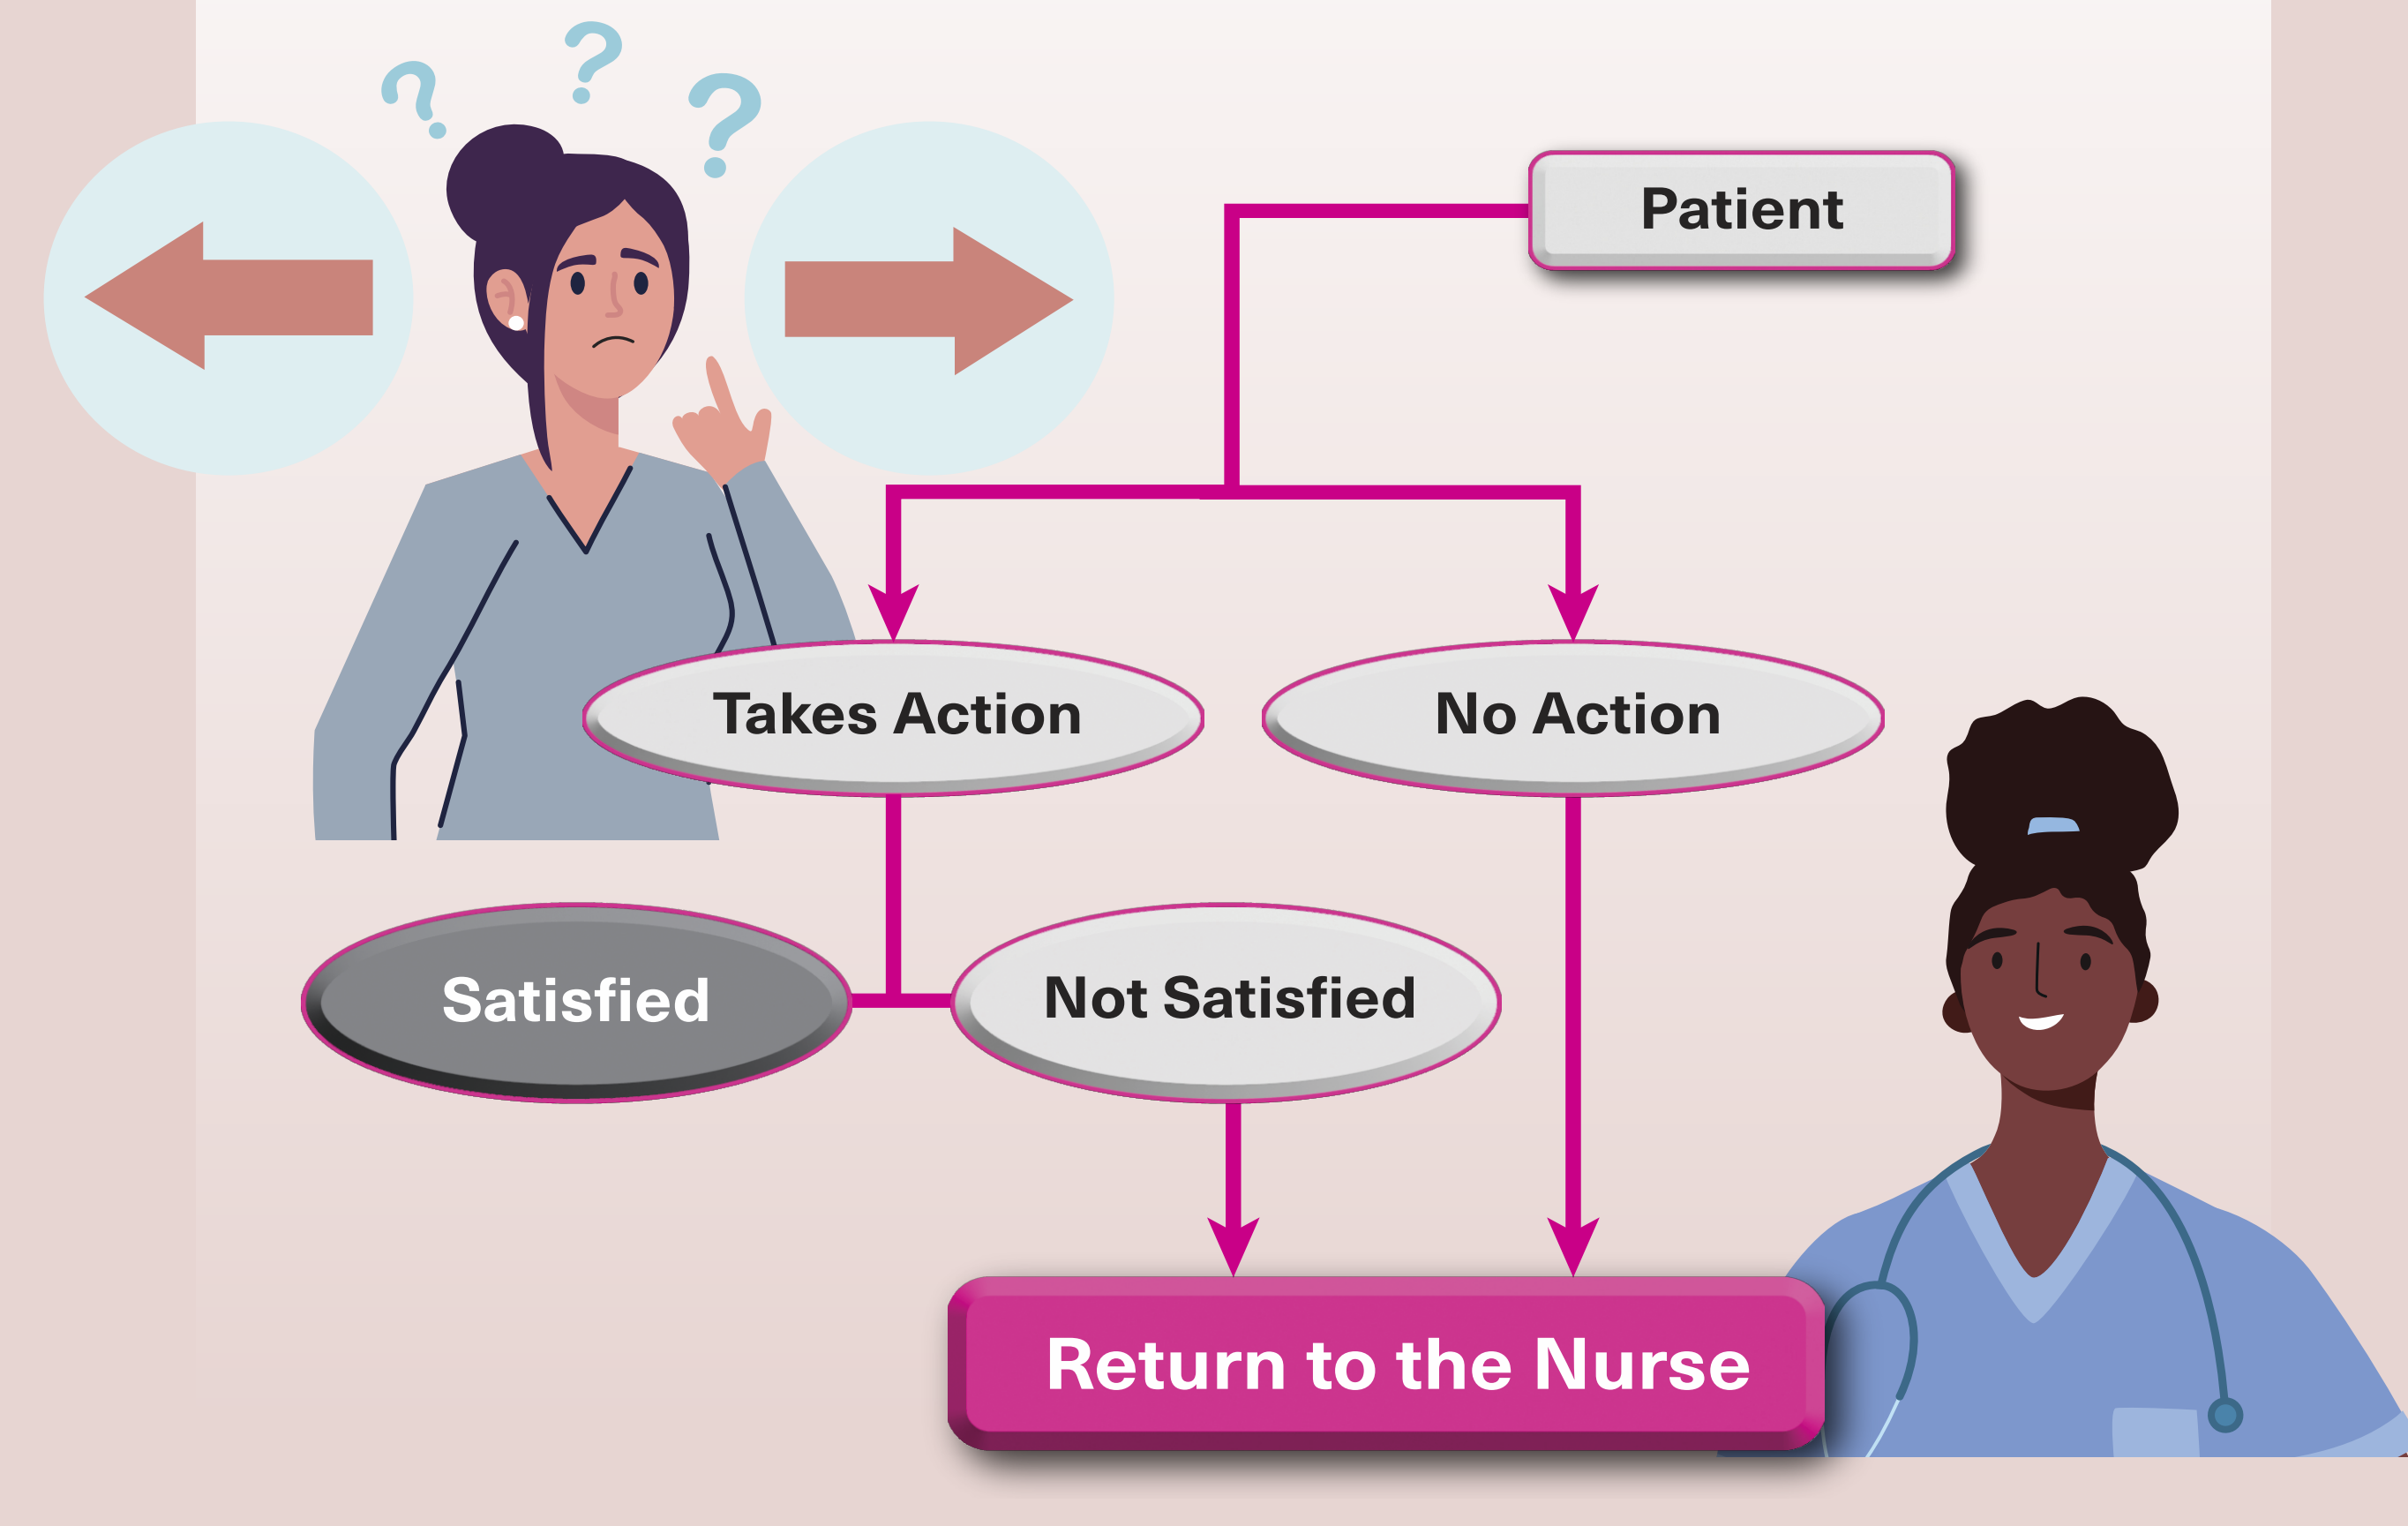 ?
?
?
Patient
Takes Action
No Action
Satisfied
Not Satisfied
Return to the Nurse